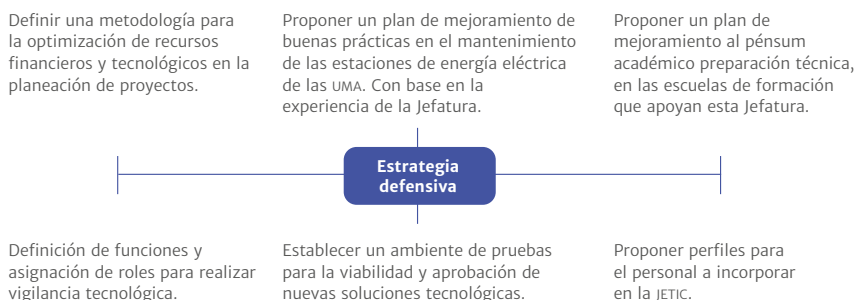 Definir una metodología para
la optimización de recursos
financieros y tecnológicos en la
planeación de proyectos.
Proponer un plan de mejoramiento de
buenas prácticas en el mantenimiento
de las estaciones de energía eléctrica
de las UMA. Con base en la
experiencia de la Jefatura.
Proponer un plan de
mejoramiento al pénsum
académico preparación técnica,
en las escuelas de formación
que apoyan esta Jefatura.
Estrategia
defensiva
Definición de funciones y
asignación de roles para realizar
vigilancia tecnológica.
Establecer un ambiente de pruebas
para la viabilidad y aprobación de
nuevas soluciones tecnológicas.
Proponer perfiles para
el personal a incorporar
en la JETIC.